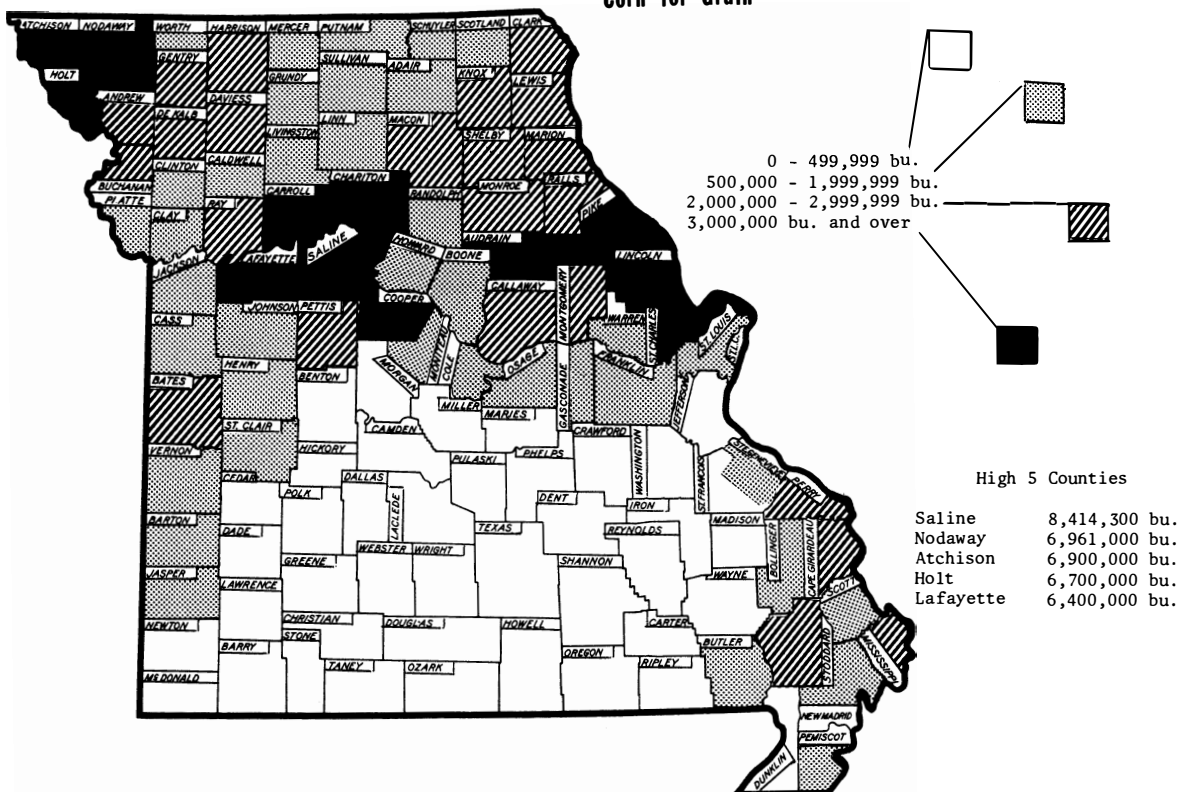 Corn for Grain
ATCHISON NODAWAY WORTH HARRISON MERCER PUTNAM SCHUYLER SCOTLAND CLARK
GENTRY SULLIVAN ADAIR
HOLT GRUNDY KNOX LEWIS
ANDREW DE KALB DAVIESS
LIVINGSTON LINN MACON SHELBY MARION
CLINTON CALDWELL CHARITON
BUCHANAN CARROLL RANDOLPH MONROE RALLS
PLATTE CLAY RAY PIKE
LAFAYETTE SALINE HOWARD BOONE AUDRAIN LINCOLN
JACKSON CALLAWAY MONTGOMERY
JOHNSON PETTIS COOPER WARREN ST.CHARLES ST.LOUIS
CASS HENRY MORGAN MONITEAU COLE OSAGE GASCONADE FRANKLIN JEFFERSON
BATES BENTON MILLER MARIES
ST. CLAIR CAMDEN CRAWFORD WASHINGTON
VERNON HICKORY PULASKI PHELPS ST.FRANCOIS STE.GENEVIEVE PERRY
CEDAR POLK DALLAS LACLEDE DENT IRON
BARTON DADE TEXAS REYNOLDS MADISON BOLLINGER CAPE GIRARDEAU
GREENE WEBSTER WRIGHT SHANNON
JASPER LAWRENCE WAYNE SCOTT
NEWTON CHRISTIAN DOUGLAS HOWELL CARTER
BARRY STONE OREGON RIPLEY BUTLER STODDARD MISSISSIPPI
MCDONALD TANEY OZARK
NEW MADRID
PEMISCOT
DUNKLIN
0 - 499,999 bu.
500,000 - 1,999,999 bu.
2,000,000 - 2,999,999 bu.
3,000,000 bu. and over
High 5 Counties
Saline 8,414,300 bu.
Nodaway 6,961,000 bu.
Atchison 6,900,000 bu.
Holt 6,700,000 bu.
Lafayette 6,400,000 bu.